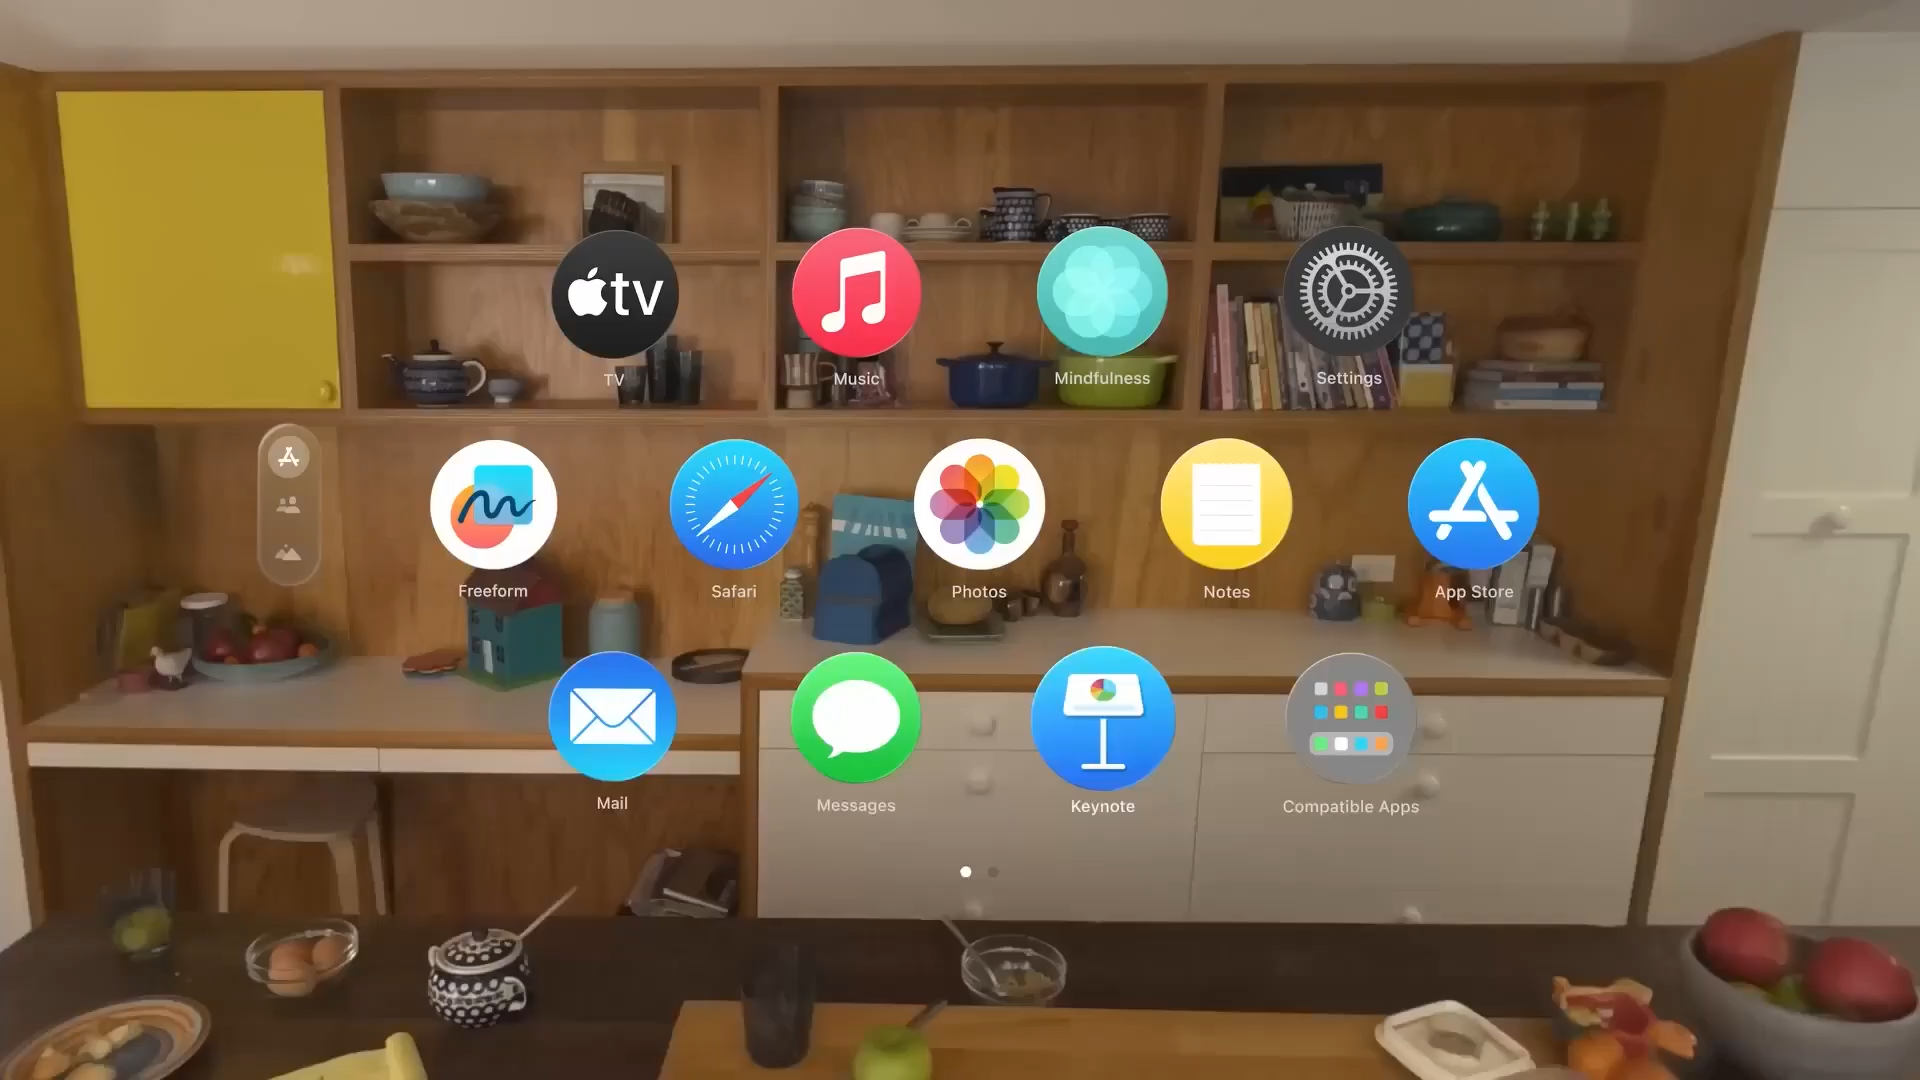 tv
TV
Music
Mindfulness
Settings
Freeform
Safari
Photos
Notes
App Store
Mail
Messages
Keynote
Compatible Apps